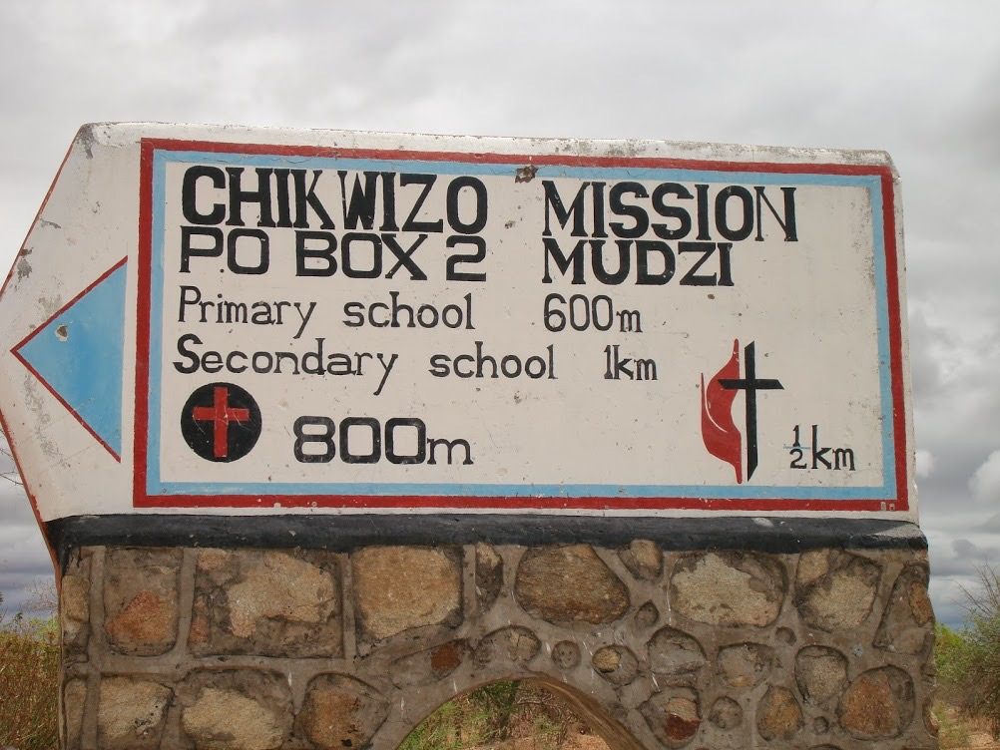 CHIKWIZO MISSION
P.O BOX 2 MUDZI
Primary school 600m
Secondary school 1km
800m
1/2 km